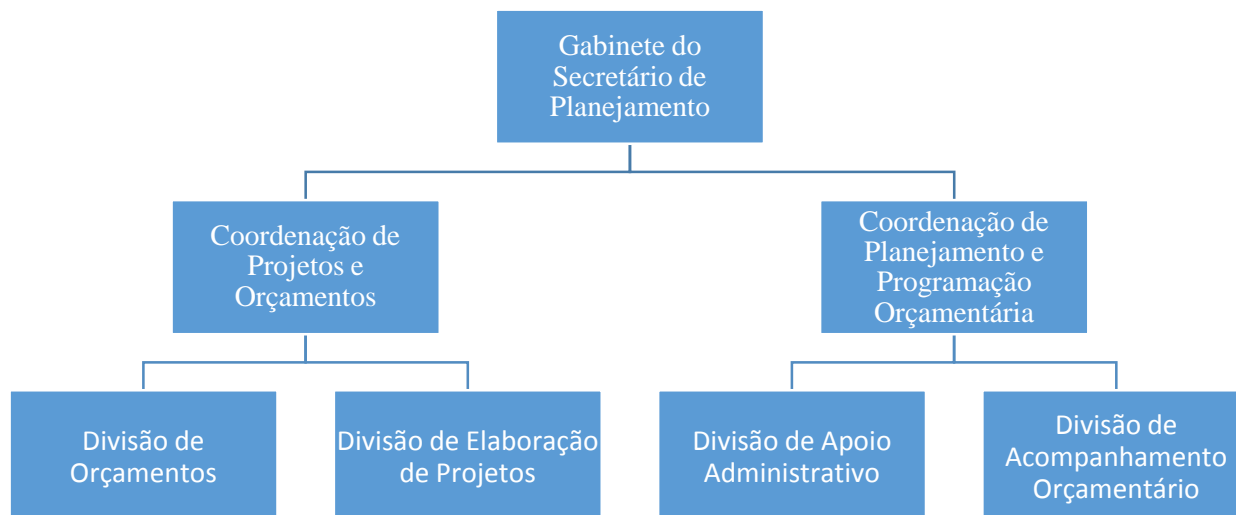 Gabinete do
Secretário de
Planejamento
Coordenação de
Projetos e
Orçamentos
Coordenação de
Planejamento e
Programação
Orçamentária
Divisão de
Orçamentos
Divisão de Elaboração
de Projetos
Divisão de Apoio
Administrativo
Divisão de
Acompanhamento
Orçamentário